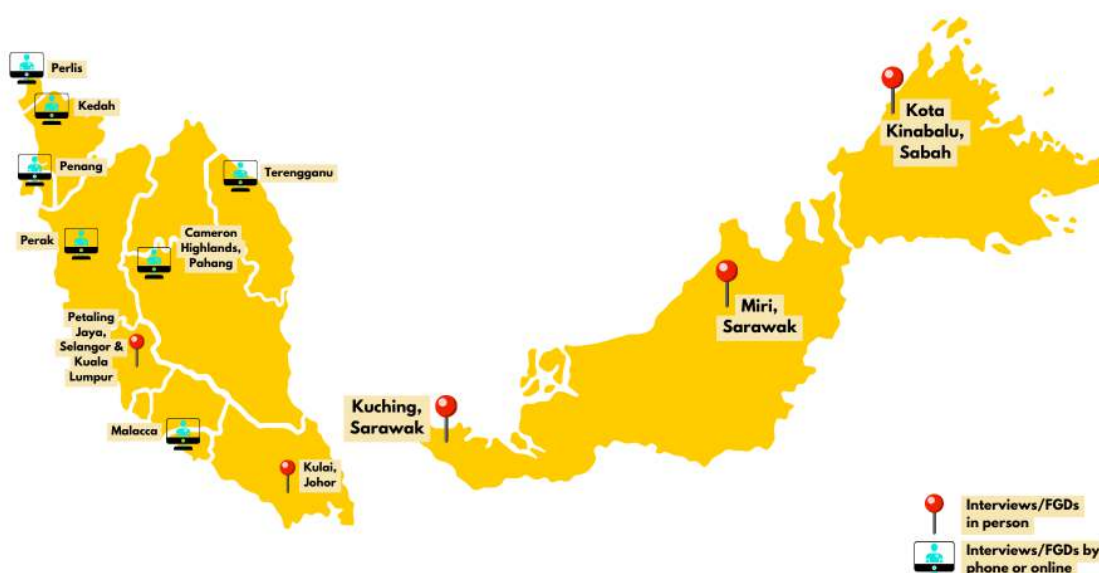 Perlis
Kedah
Penang
Terengganu
Perak
Cameron
Highlands,
Pahang
Petaling
Jaya,
Selangor &
Kuala
Lumpur
Malacca
Kulai,
Johor
Kuching,
Sarawak
Miri,
Sarawak
Kota
Kinabalu,
Sabah
Interviews/FGDs
in person
Interviews/FGDs by
phone or online